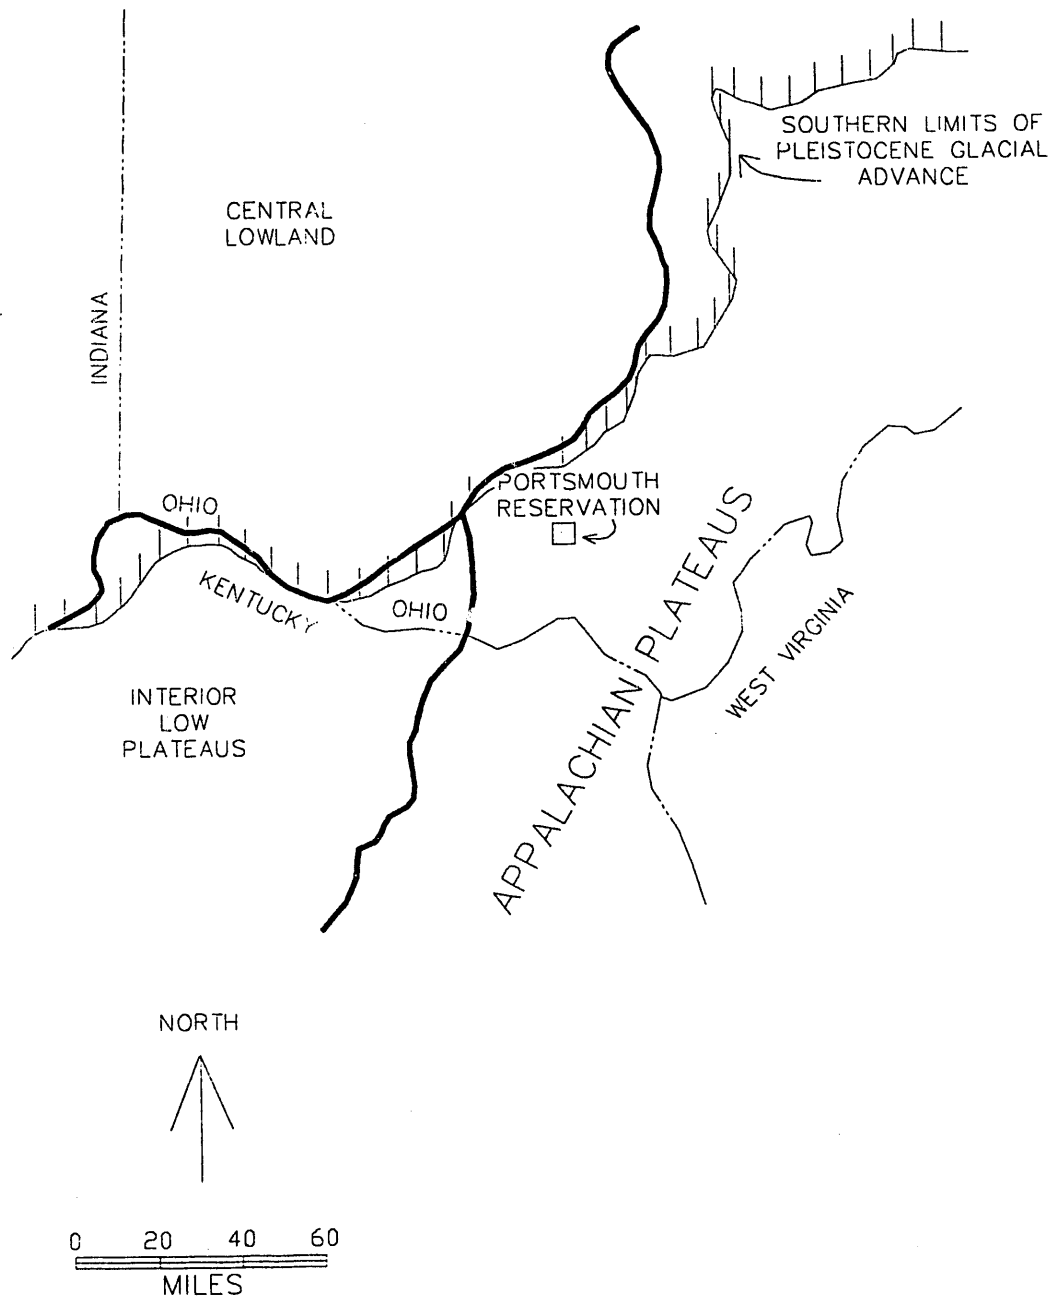 SOUTHERN LIMITS OF
PLEISTOCENE GLACIAL
ADVANCE
CENTRAL
LOWLAND
INDIANA
PORTSMOUTH
RESERVATION
OHIO
KENTUCKY
OHIO
APPALACHIAN PLATEAUS
WEST VIRGINIA
INTERIOR
LOW
PLATEAUS
NORTH
0 20 40 60
MILES